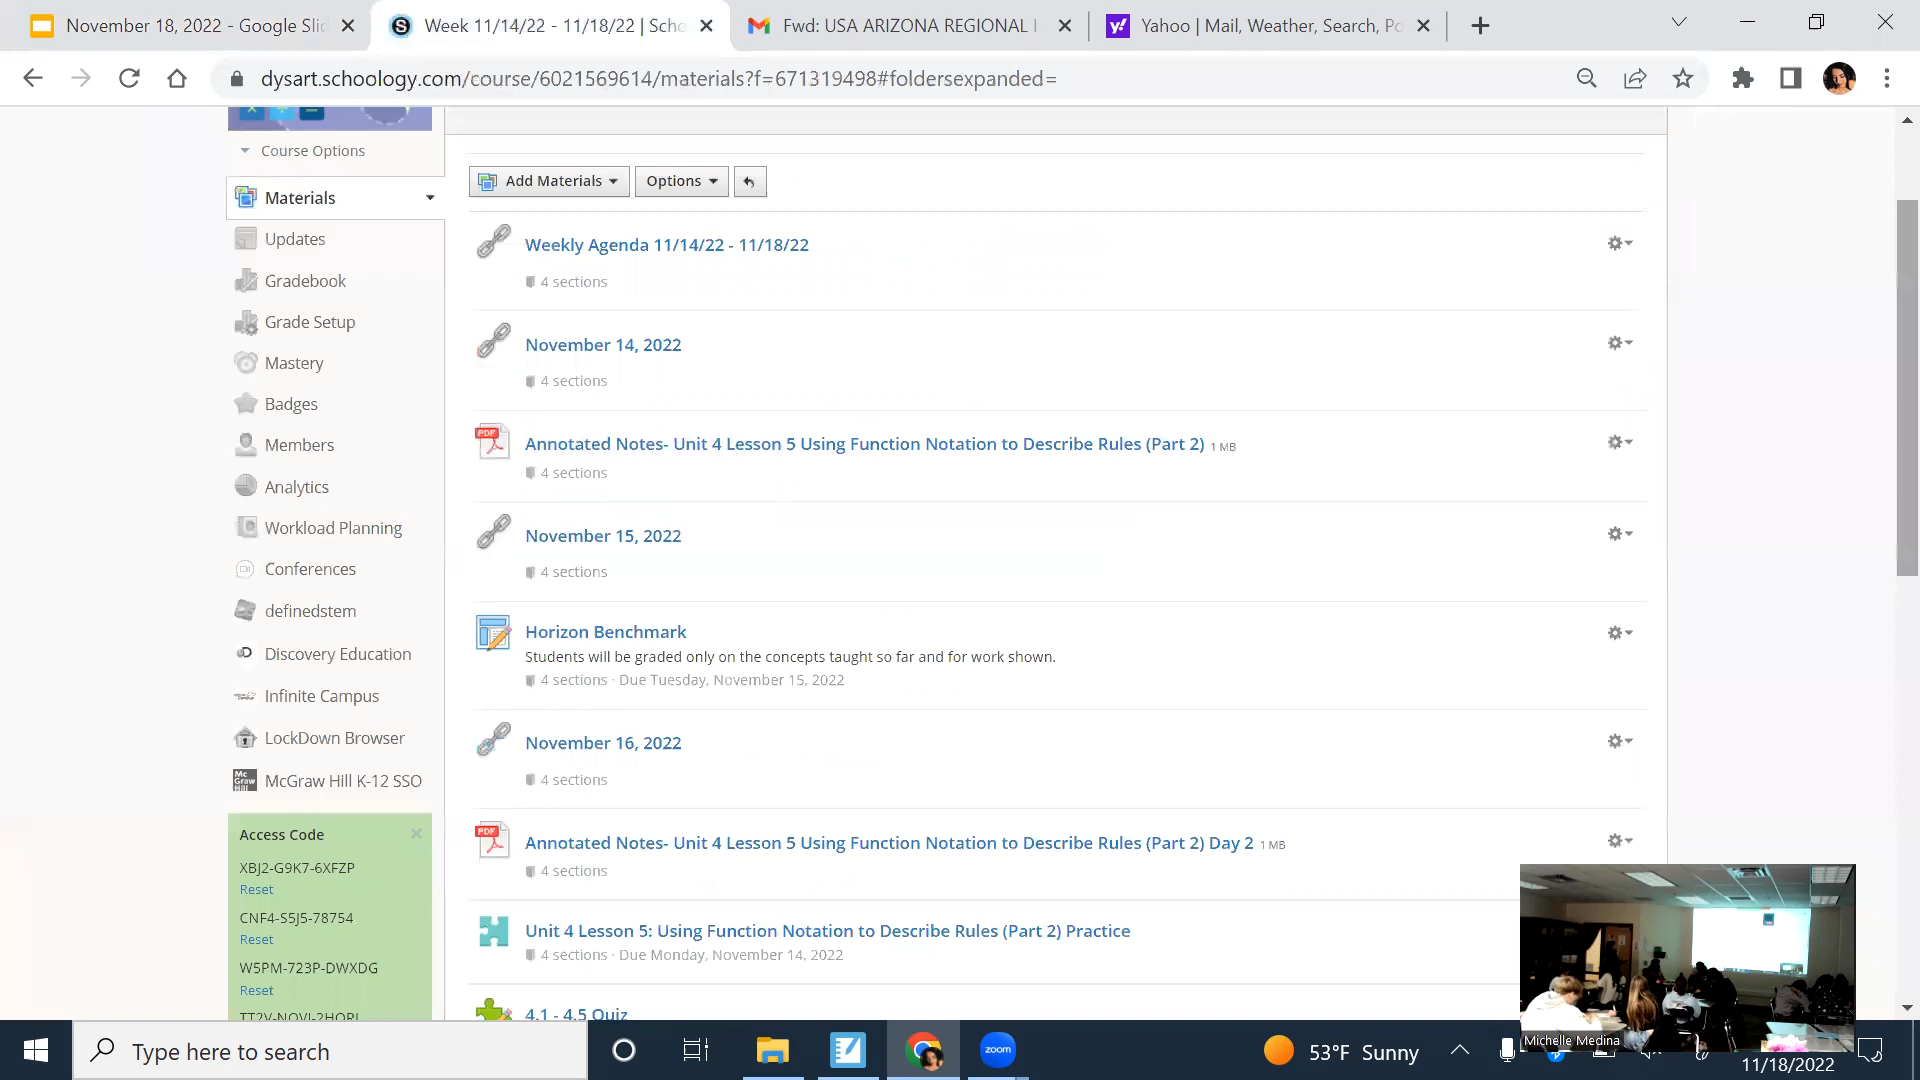 November 18, 2022 - Google Slid
Week 11/14/22 - 11/18/22 | Scho
Fwd: USA ARIZONA REGIONAL
Yahoo | Mail, Weather, Search, Po
dysart.schoology.com/course/6021569614/materials?f=671319498#foldersexpanded=
Course Options
Materials
Updates
Gradebook
Grade Setup
Mastery
Badges
Members
Analytics
Workload Planning
Conferences
definedstem
Discovery Education
Infinite Campus
LockDown Browser
Mc Graw Hill
McGraw Hill K-12 SSO
Access Code
XBJ2-G9K7-6XFZP
Reset
CNF4-S5J5-78754
Reset
W5PM-723P-DWXDG
Reset
Add Materials
Options
Weekly Agenda 11/14/22 - 11/18/22
4 sections
November 14, 2022
4 sections
PDF
Annotated Notes- Unit 4 Lesson 5 Using Function Notation to Describe Rules (Part 2) 1 MB
4 sections
November 15, 2022
4 sections
Horizon Benchmark
Students will be graded only on the concepts taught so far and for work shown.
4 sections · Due Tuesday, November 15, 2022
November 16, 2022
4 sections
PDF
Annotated Notes- Unit 4 Lesson 5 Using Function Notation to Describe Rules (Part 2) Day 2 1 MB
4 sections
Unit 4 Lesson 5: Using Function Notation to Describe Rules (Part 2) Practice
4 sections · Due Monday, November 14, 2022
4.1 - 4.5 Quiz
Michelle Medina
Type here to search
zoom
53°F Sunny
11/18/2022